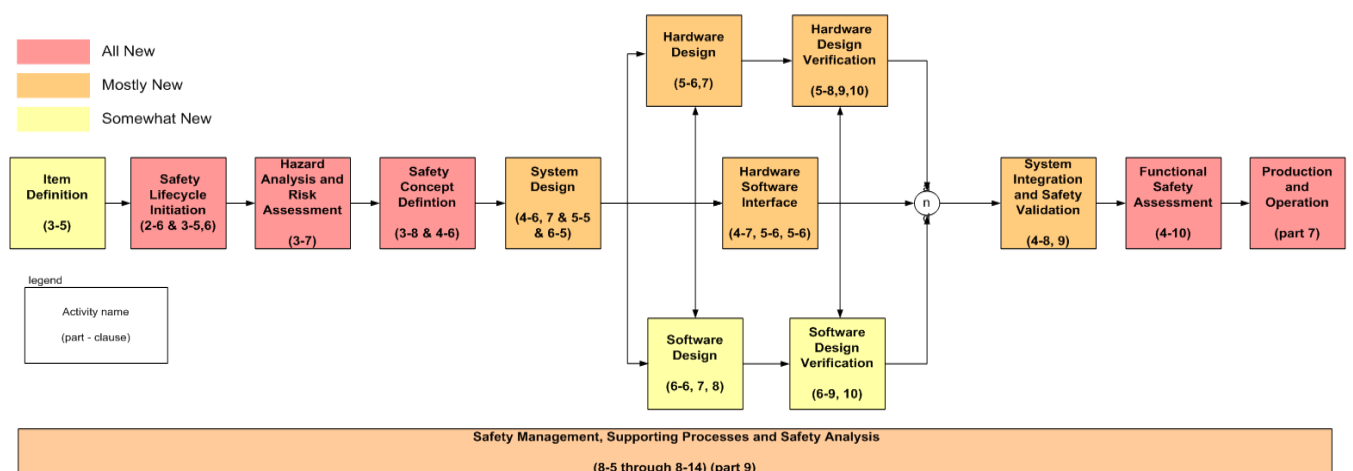 All New
Mostly New
Somewhat New
Item
Definition
(3-5)
Safety
Lifecycle
Initiation
(2-6 & 3-5,6)
Hazard
Analysis and
Risk
Assessment
(3-7)
Safety
Concept
Defintion
(3-8 & 4-6)
System
Design
(4-6, 7 & 5-5
& 6-5)
Hardware
Design
(5-6,7)
Hardware
Design
Verification
(5-8,9,10)
Hardware
Software
Interface
(4-7, 5-6, 5-6)
Software
Design
(6-6, 7, 8)
Software
Design
Verification
(6-9, 10)
n
System
Integration
and Safety
Validation
(4-8, 9)
Functional
Safety
Assessment
(4-10)
Production
and
Operation
(part 7)
legend
Activity name
(part - clause)
Safety Management, Supporting Processes and Safety Analysis
(8-5 through 8-14) (part 9)